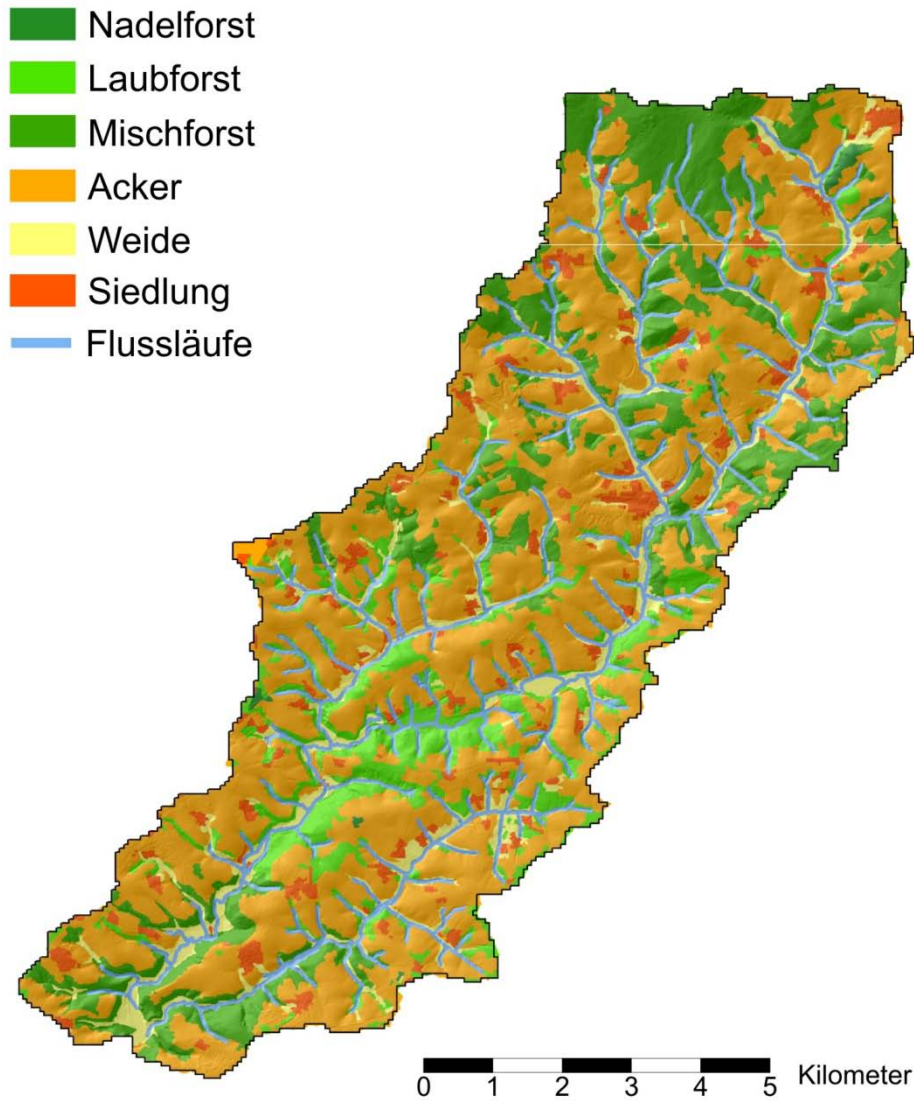 Nadelforst
Laubforst
Mischforst
Acker
Weide
Siedlung
Flussläufe
0 1 2 3 4 5 Kilometer